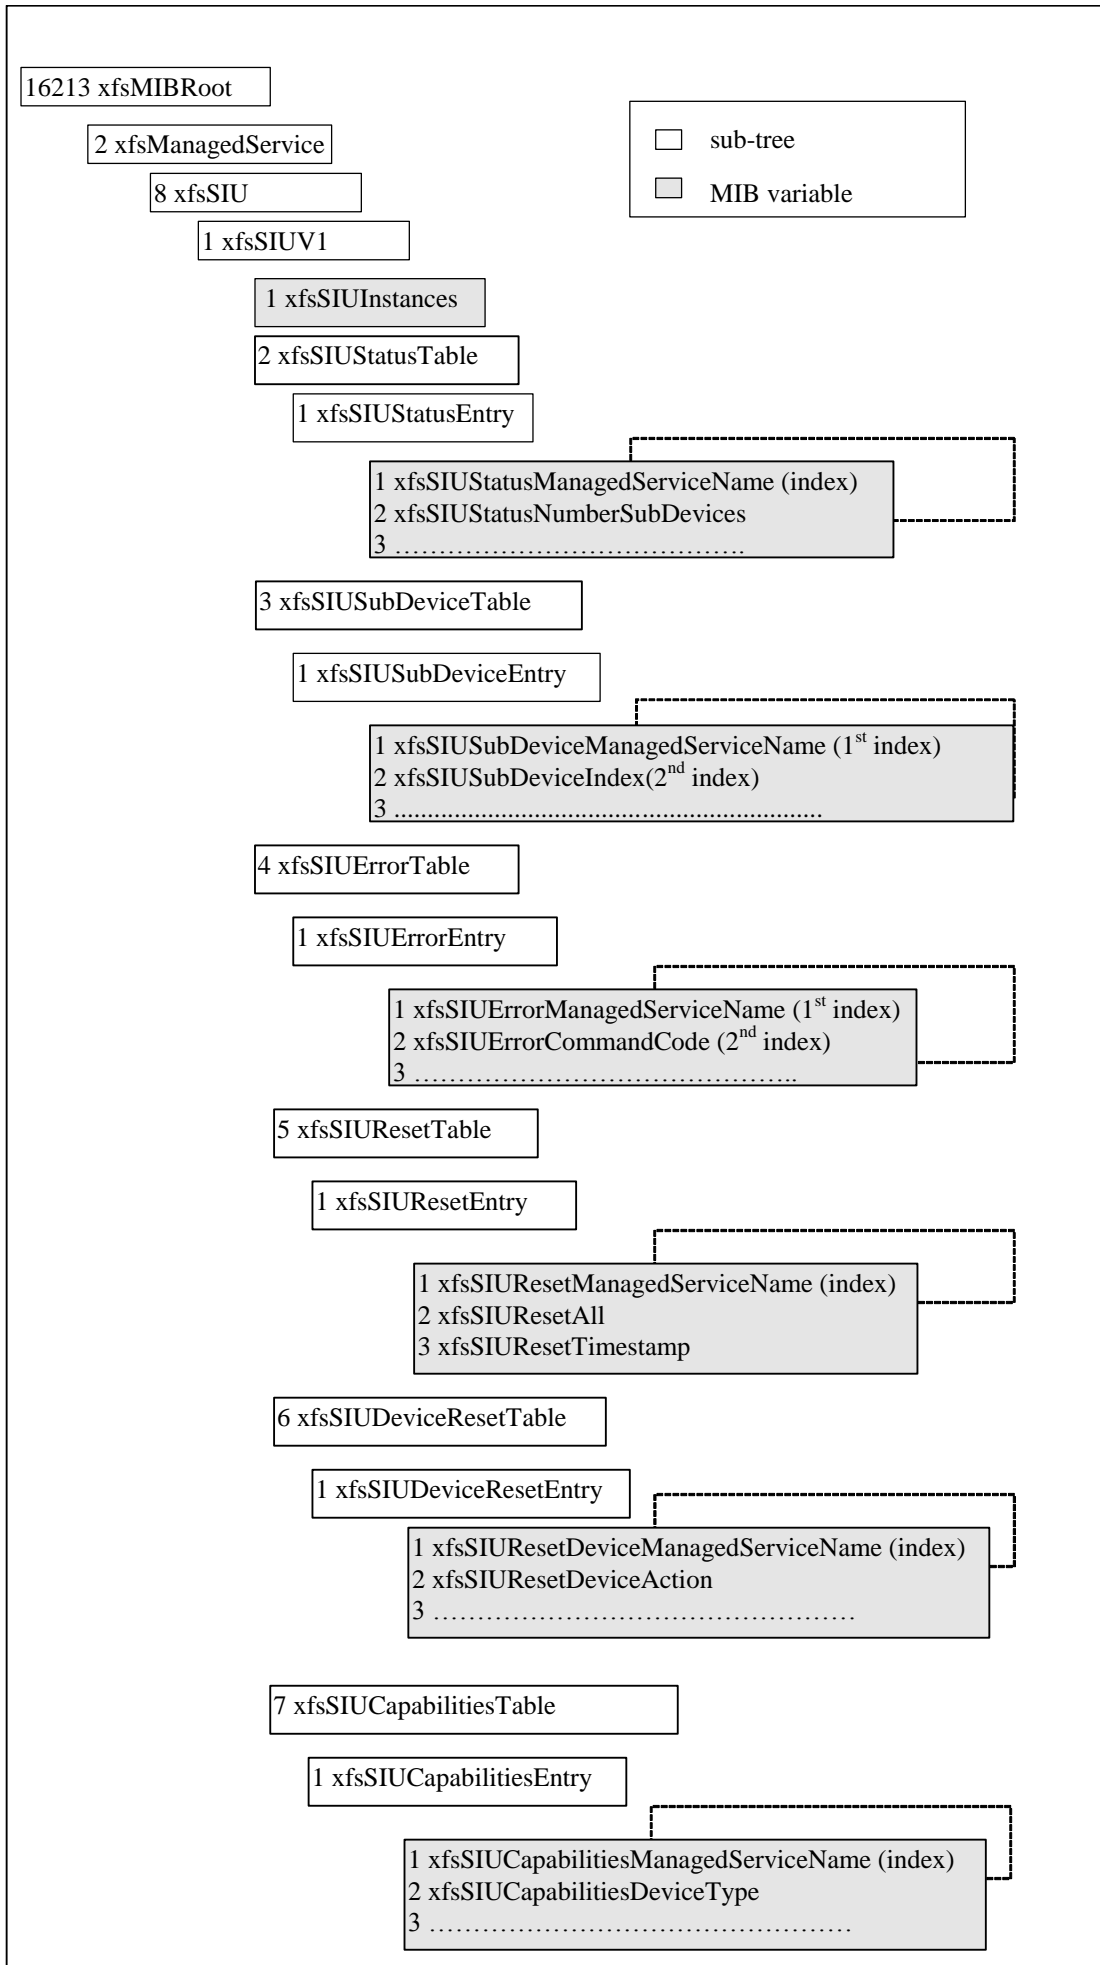 16213 xfsMIBRoot
2 xfsManagedService
sub-tree
8 xfsSIU
MIB variable
1 xfsSIUV1
1 xfsSIUInstances
2 xfsSIUStatusTable
1 xfsSIUStatusEntry
1 xfsSIUStatusManagedServiceName (index)
2 xfsSIUStatusNumberSubDevices
3 ………………………………….
3 xfsSIUSubDeviceTable
1 xfsSIUSubDeviceEntry
1 xfsSIUSubDeviceManagedServiceName (1st index)
2 xfsSIUSubDeviceIndex(2nd index)
3 ................................................................
4 xfsSIUErrorTable
1 xfsSIUErrorEntry
1 xfsSIUErrorManagedServiceName (1st index)
2 xfsSIUErrorCommandCode (2nd index)
3 ……………………………………..
5 xfsSIUResetTable
1 xfsSIUResetEntry
1 xfsSIUResetManagedServiceName (index)
2 xfsSIUResetAll
3 xfsSIUResetTimestamp
6 xfsSIUDeviceResetTable
1 xfsSIUDeviceResetEntry
1 xfsSIUResetDeviceManagedServiceName (index)
2 xfsSIUResetDeviceAction
3 …………………………………………
7 xfsSIUCapabilitiesTable
1 xfsSIUCapabilitiesEntry
1 xfsSIUCapabilitiesManagedServiceName (index)
2 xfsSIUCapabilitiesDeviceType
3 …………………………………………